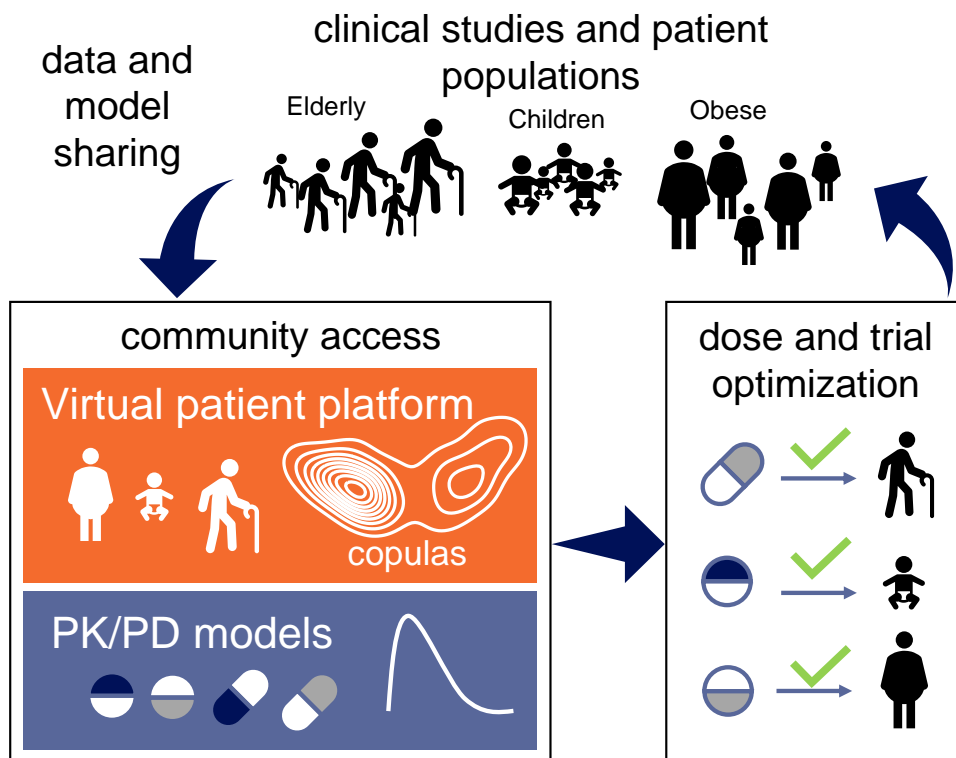 data and
model
sharing
clinical studies and patient
populations
Elderly
Children
Obese
community access
Virtual patient platform
copulas
PK/PD models
dose and trial
optimization